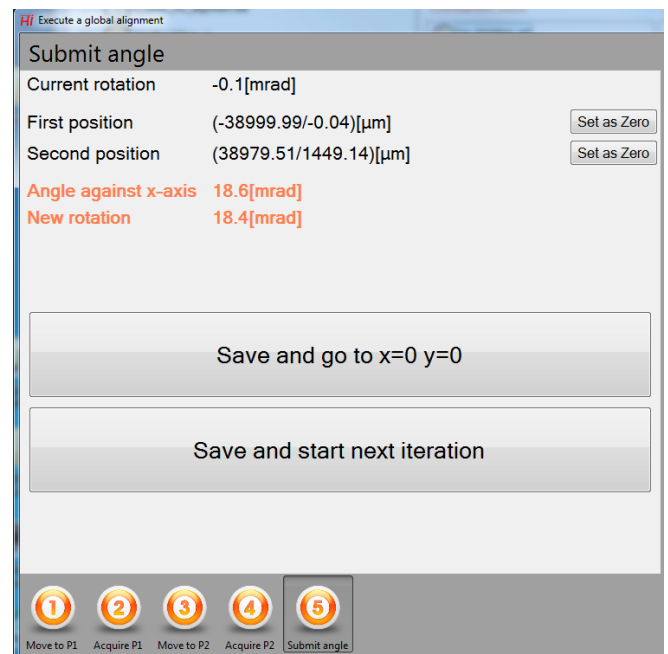 Hi Execute a global alignment
Submit angle
Current rotation -0.1[mrad]
First position (-38999.99/-0.04)[µm] Set as Zero
Second position (38979.51/1449.14)[µm] Set as Zero
Angle against x-axis 18.6[mrad]
New rotation 18.4[mrad]
Save and go to x=0 y=0
Save and start next iteration
1 2 3 4 5
Move to P1 Acquire P1 Move to P2 Acquire P2 Submit angle